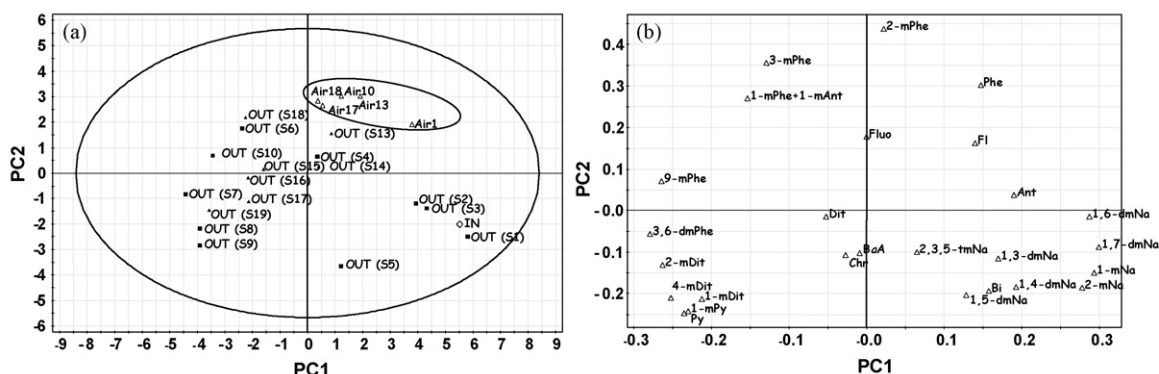 (a)
6
5
4
3
2
1
0
-1
-2
-3
-4
-5
-6
PC2
Air18 Air10
Air17 Air13
Air1
OUT (S18)
OUT (S6)
OUT (S13)
OUT (S10)
OUT (S4)
OUT (S15)
OUT (S14)
OUT (S16)
OUT (S7)
OUT (S17)
OUT (S2)
OUT (S3)
OUT (S19)
IN
OUT (S8)
OUT (S1)
OUT (S9)
OUT (S5)
-9 -8 -7 -6 -5 -4 -3 -2 -1 0 1 2 3 4 5 6 7 8 9
PC1
(b)
0.4
0.3
0.2
0.1
-0.0
-0.1
-0.2
PC2
2-mPhe
3-mPhe
Phe
1-mPhe+1-mAnt
Fluo
Fl
9-mPhe
Ant
Dit
1,6-dmNa
3,6-dmPhe
1,7-dmNa
BaA
2,3,5-tmNa
Chr
1,3-dmNa
2-mDit
1-mNa
4-mDit
1-mDit
Bi
1,4-dmNa
2-mNa
1,5-dmNa
1-mPy
Py
-0.3 -0.2 -0.1 0.0 0.1 0.2 0.3
PC1